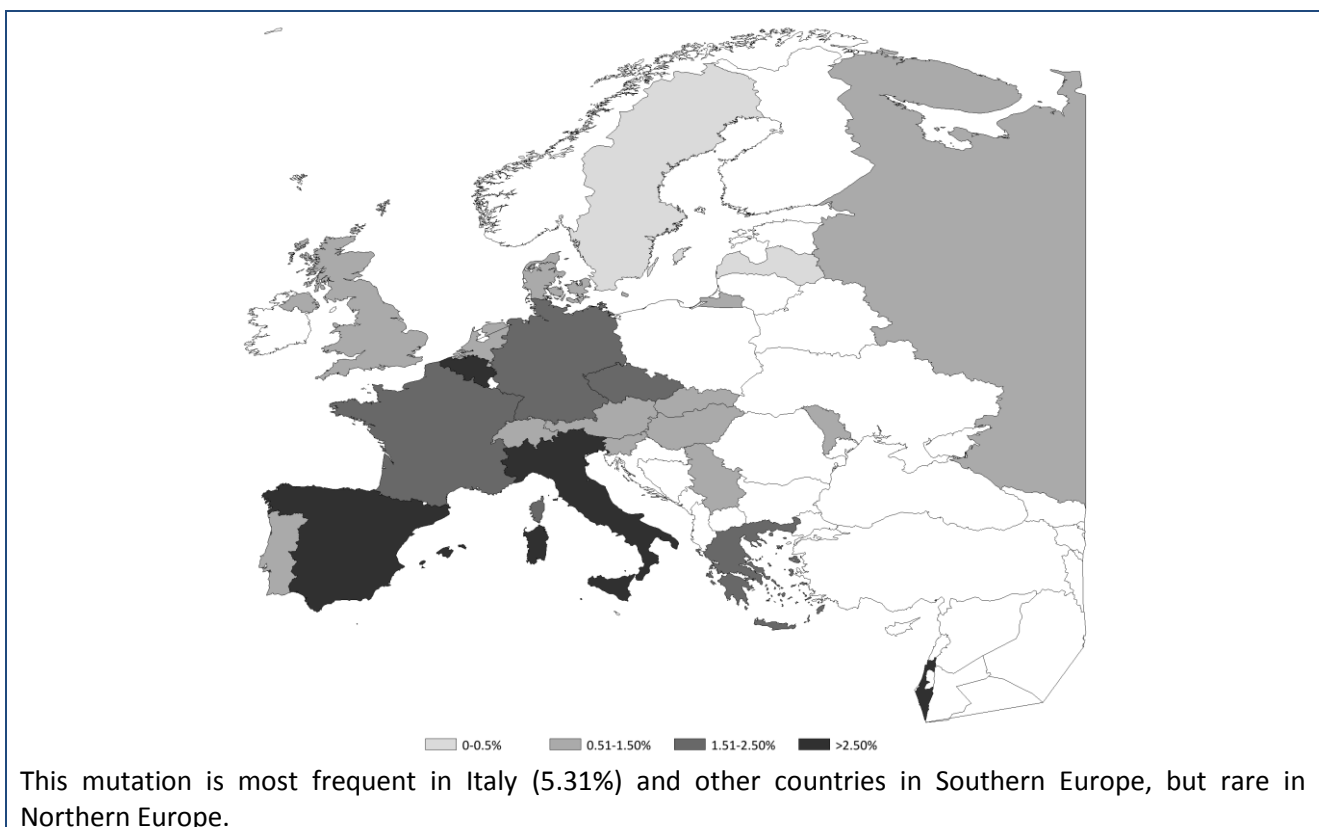 0-0.5% 0.51-1.50% 1.51-2.50% >2.50%
This mutation is most frequent in Italy (5.31%) and other countries in Southern Europe, but rare in
Northern Europe.